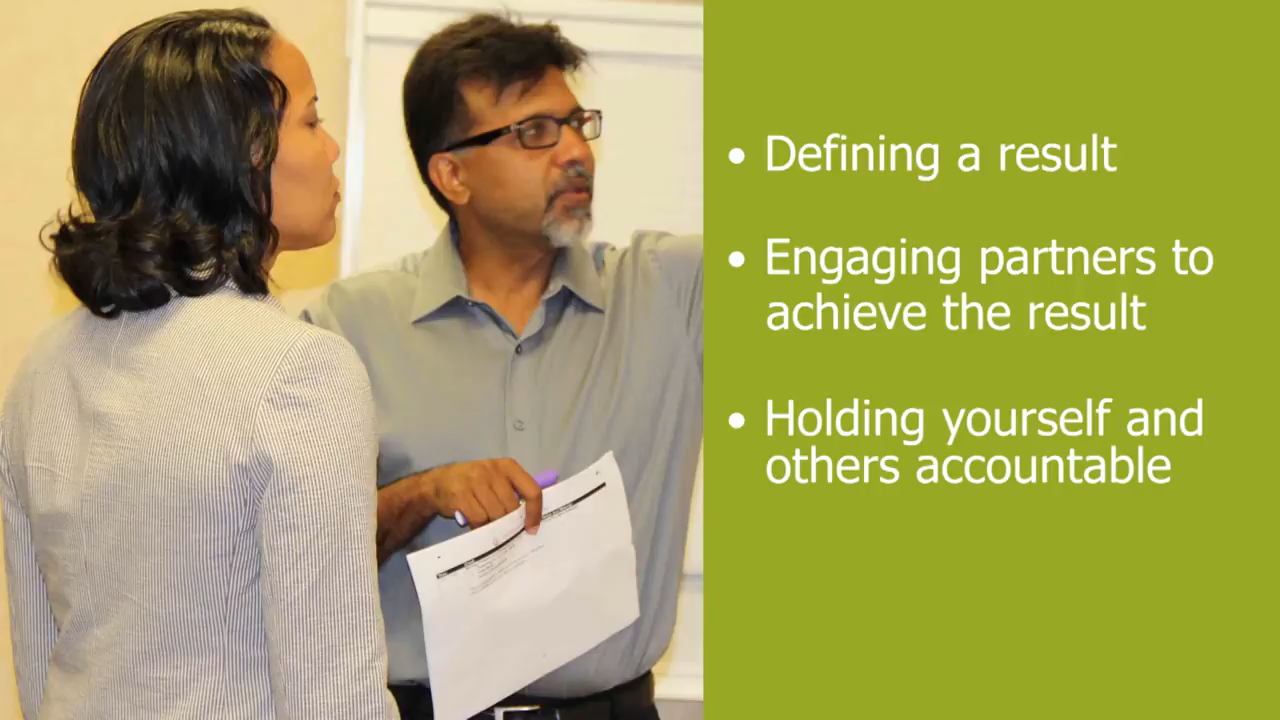 • Defining a result
• Engaging partners to
achieve the result
• Holding yourself and
others accountable